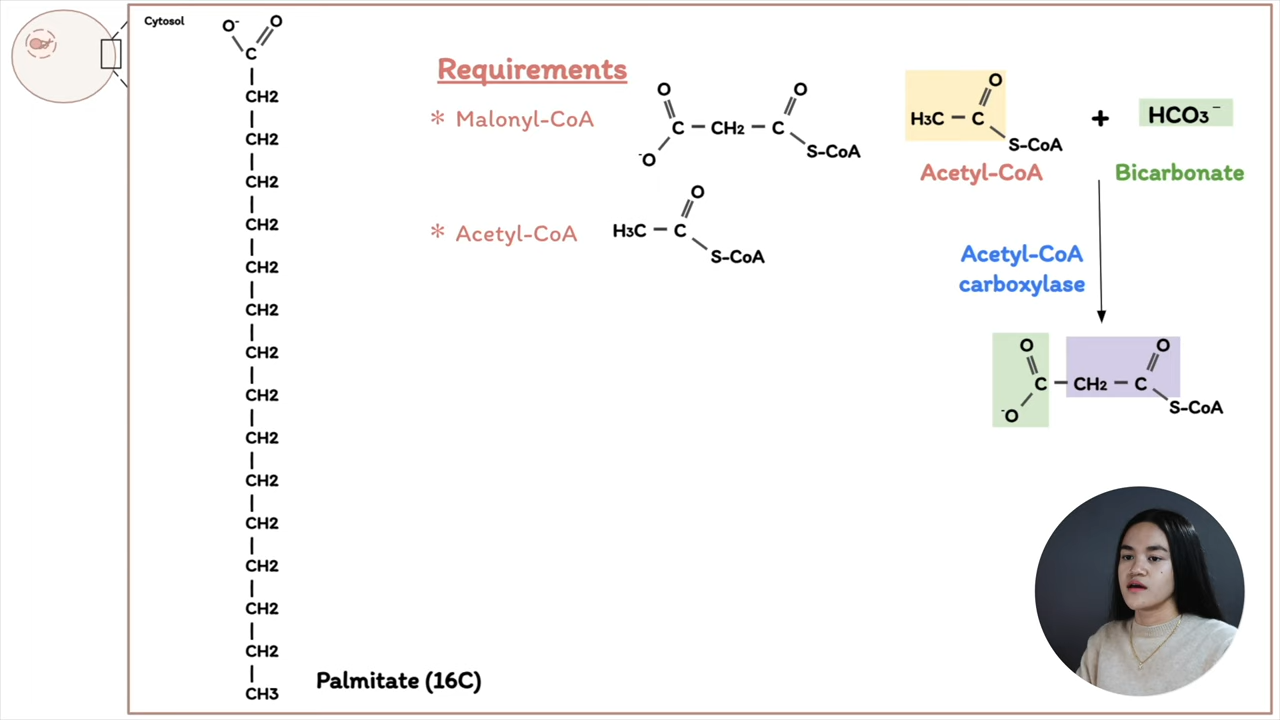 Cytosol
O⁻ O
C
CH2
CH2
CH2
CH2
CH2
CH2
CH2
CH2
CH2
CH2
CH2
CH2
CH2
CH2
CH3
Palmitate (16C)
Requirements
* Malonyl-CoA
O O
C – CH₂ – C
⁻O S-CoA
* Acetyl-CoA
O
H₃C – C
S-CoA
O
H₃C – C
S-CoA
Acetyl-CoA
+
HCO₃⁻
Bicarbonate
Acetyl-CoA
carboxylase
O O
C – CH₂ – C
⁻O S-CoA